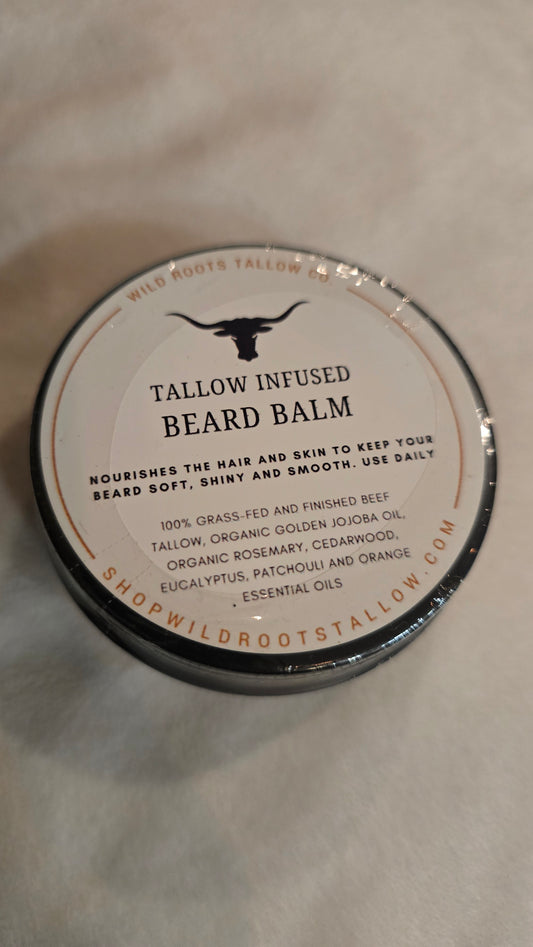 WILD ROOTS TALLOW CO.
TALLOW INFUSED
BEARD BALM
NOURISHES THE HAIR AND SKIN TO KEEP YOUR
BEARD SOFT, SHINY AND SMOOTH. USE DAILY
100% GRASS-FED AND FINISHED BEEF
TALLOW, ORGANIC GOLDEN JOJOBA OIL,
ORGANIC ROSEMARY, CEDARWOOD,
EUCALYPTUS, PATCHOULI AND ORANGE
ESSENTIAL OILS
SHOPWILDROOTSTALLOW.COM